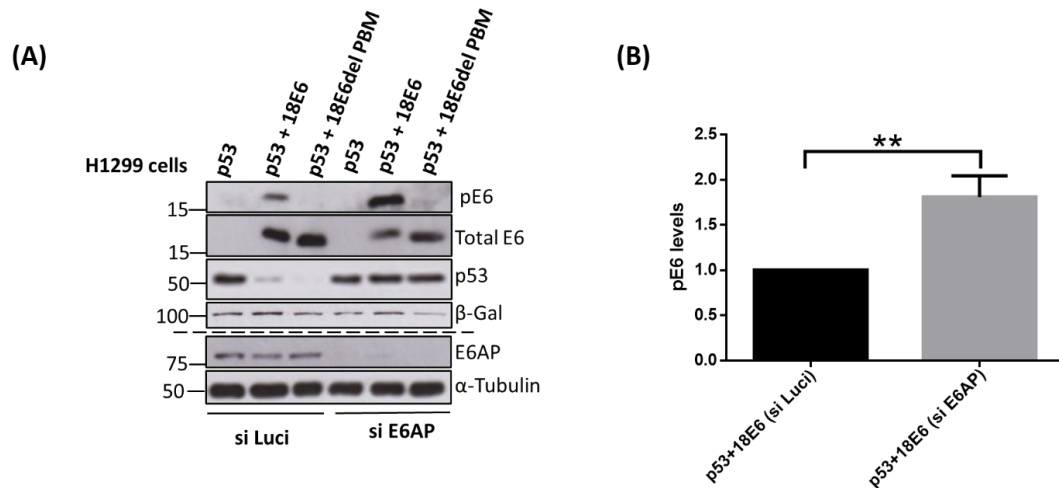 (A)
H1299 cells
p53
p53 + 18E6
p53 + 18E6del PBM
p53
p53 + 18E6
p53 + 18E6del PBM
15
pE6
15
Total E6
50
p53
100
β-Gal
75
E6AP
50
α-Tubulin
si Luci
si E6AP
(B)
**
pE6 levels
2.5
2.0
1.5
1.0
0.5
0.0
p53+18E6 (si Luci)
p53+18E6 (si E6AP)